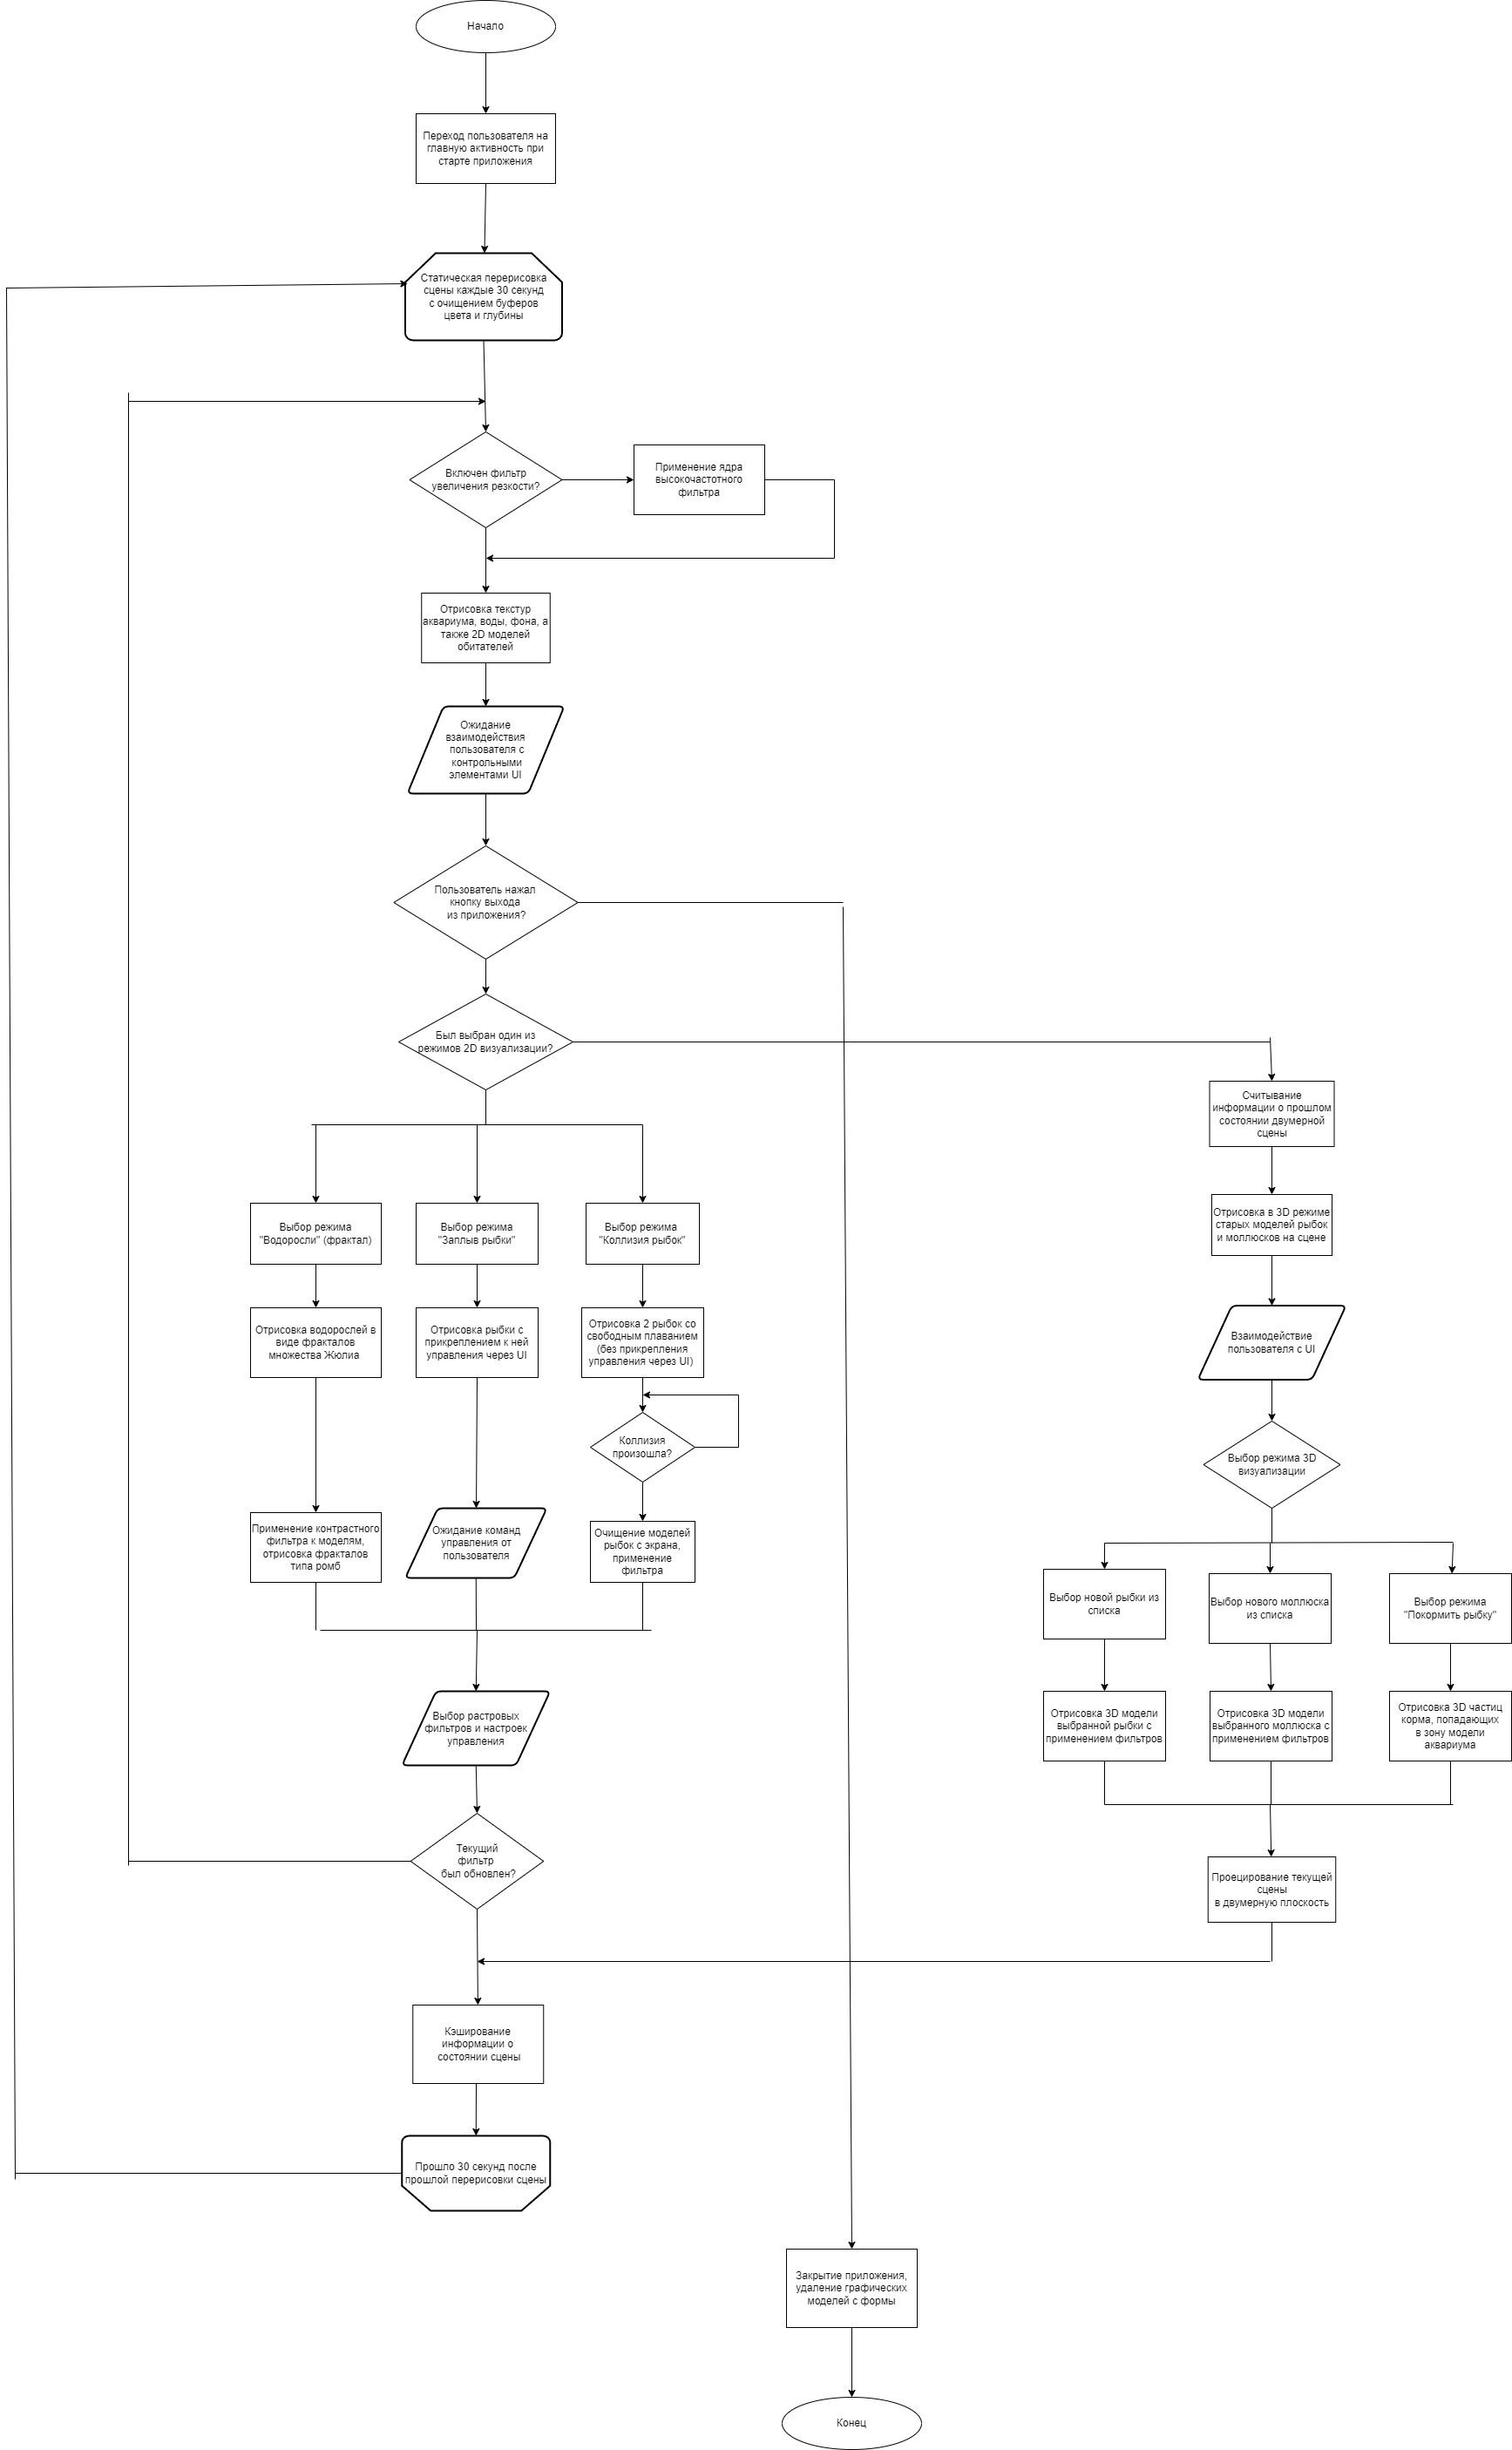 Начало
Переход пользователя на
главную активность при
старте приложения
Статическая перерисовка
сцены каждые 30 секунд
с очищением буферов
цвета и глубины
Включен фильтр
увеличения резкости?
Применение ядра
высокочастотного
фильтра
Отрисовка текстур
аквариума, воды, фона, а
также 2D моделей
обитателей
Ожидание
взаимодействия
пользователя с
контрольными
элементами UI
Пользователь нажал
кнопку выхода
из приложения?
Был выбран один из
режимов 2D визуализации?
Выбор режима
"Водоросли" (фрактал)
Выбор режима
"Заплыв рыбки"
Выбор режима
"Коллизия рыбок"
Отрисовка водорослей в
виде фракталов
множества Жюлиа
Отрисовка рыбки с
прикреплением к ней
управления через UI
Отрисовка 2 рыбок со
свободным плаванием
(без прикрепления
управления через UI)
Коллизия
произошла?
Применение контрастного
фильтра к моделям,
отрисовка фракталов
типа ромб
Ожидание команд
управления от
пользователя
Очищение моделей
рыбок с экрана,
применение
фильтра
Выбор растровых
фильтров и настроек
управления
Текущий
фильтр
был обновлен?
Считывание
информации о прошлом
состоянии двумерной
сцены
Отрисовка в 3D режиме
старых моделей рыбок
и моллюсков на сцене
Взаимодействие
пользователя с UI
Выбор режима 3D
визуализации
Выбор новой рыбки из
списка
Выбор нового моллюска
из списка
Выбор режима
"Покормить рыбку"
Отрисовка 3D модели
выбранной рыбки с
применением фильтров
Отрисовка 3D модели
выбранного моллюска с
применением фильтров
Отрисовка 3D частиц
корма, попадающих
в зону модели
аквариума
Проецирование текущей
сцены
в двумерную плоскость
Кэширование
информации о
состоянии сцены
Прошло 30 секунд после
прошлой перерисовки сцены
Закрытие приложения,
удаление графических
моделей с формы
Конец